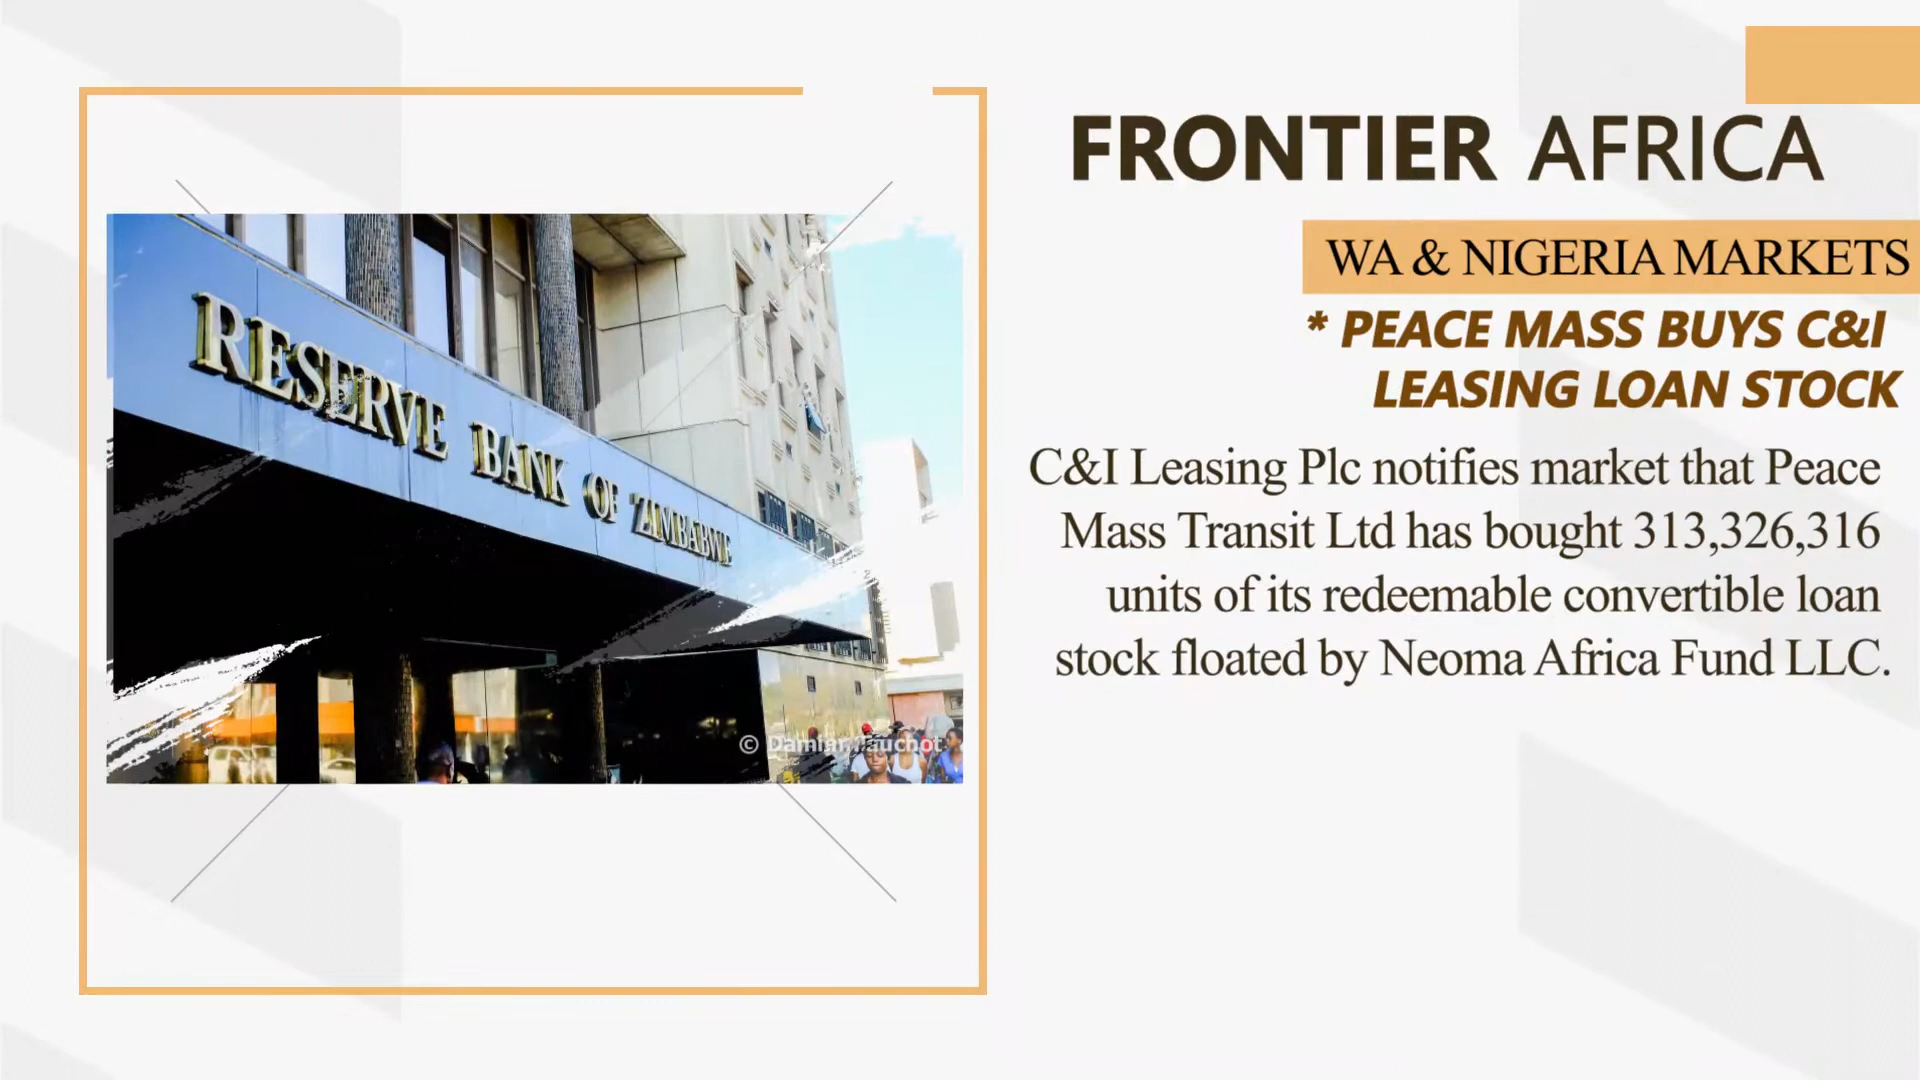 FRONTIER AFRICA
WA & NIGERIA MARKETS
* PEACE MASS BUYS C&I
LEASING LOAN STOCK
C&I Leasing Plc notifies market that Peace
Mass Transit Ltd has bought 313,326,316
units of its redeemable convertible loan
stock floated by Neoma Africa Fund LLC.
RESERVE BANK OF ZIMBABWE
©